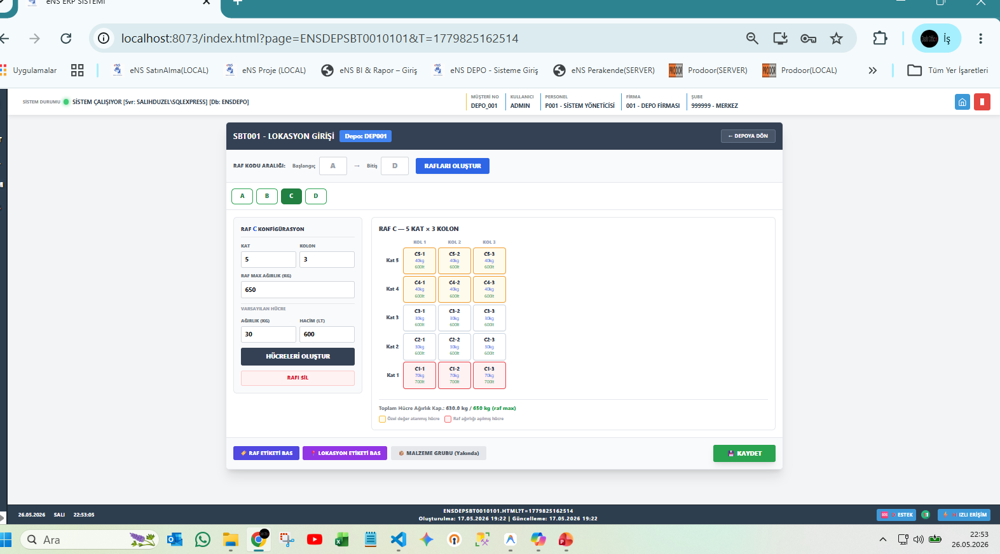 eNS ERP SİSTEMİ
localhost:8073/index.html?page=ENSDEPSBT0010101&T=1779825162514
İş
Uygulamalar
eNS SatınAlma(LOCAL)
eNS Proje (LOCAL)
eNS BI & Rapor – Giriş
eNS DEPO - Sisteme Giriş
eNS Perakende(SERVER)
Prodoor(SERVER)
Prodoor(LOCAL)
Tüm Yer İşaretleri
SİSTEM DURUMU SİSTEM ÇALIŞIYOR [Svr: SALIHDUZEL\SQLEXPRESS] [Db: ENSDEPO]
MÜŞTERİ NO
DEPO_001
KULLANICI
ADMIN
PERSONEL
P001 - SİSTEM YÖNETİCİSİ
FİRMA
001 - DEPO FİRMASI
ŞUBE
999999 - MERKEZ
SBT001 - LOKASYON GİRİŞİ
Depo: DEP001
← DEPOYA DÖN
RAF KODU ARALIĞI: Başlangıç A → Bitiş D
RAFLARI OLUŞTUR
A B C D
RAF C KONFİGÜRASYON
KAT KOLON
5 3
RAF MAX AĞIRLIK (KG)
650
VARSAYILAN HÜCRE
AĞIRLIK (KG) HACİM (LT)
30 600
HÜCRELERİ OLUŞTUR
RAFI SİL
RAF C — 5 KAT × 3 KOLON
KOL 1 KOL 2 KOL 3
Kat 5
C5-1 C5-2 C5-3
40kg 40kg 40kg
600lt 600lt 600lt
Kat 4
C4-1 C4-2 C4-3
40kg 40kg 40kg
600lt 600lt 600lt
Kat 3
C3-1 C3-2 C3-3
30kg 30kg 30kg
600lt 600lt 600lt
Kat 2
C2-1 C2-2 C2-3
30kg 30kg 30kg
600lt 600lt 600lt
Kat 1
C1-1 C1-2 C1-3
70kg 70kg 70kg
700lt 700lt 700lt
Toplam Hücre Ağırlık Kap.: 630.0 kg / 650 kg (raf max)
Özel değer atanmış hücre Raf ağırlığı aşılmış hücre
RAF ETİKETİ BAS
LOKASYON ETİKETİ BAS
MALZEME GRUBU (Yakında)
KAYDET
26.05.2026 SALI 22:53:05
ENSDEPSBT0010101.HTML?T=1779825162514
Oluşturulma: 17.05.2026 19:22 | Güncelleme: 17.05.2026 19:22
SOS
ESTEK
IZLI ERİŞİM
Ara
22:53
26.05.2026